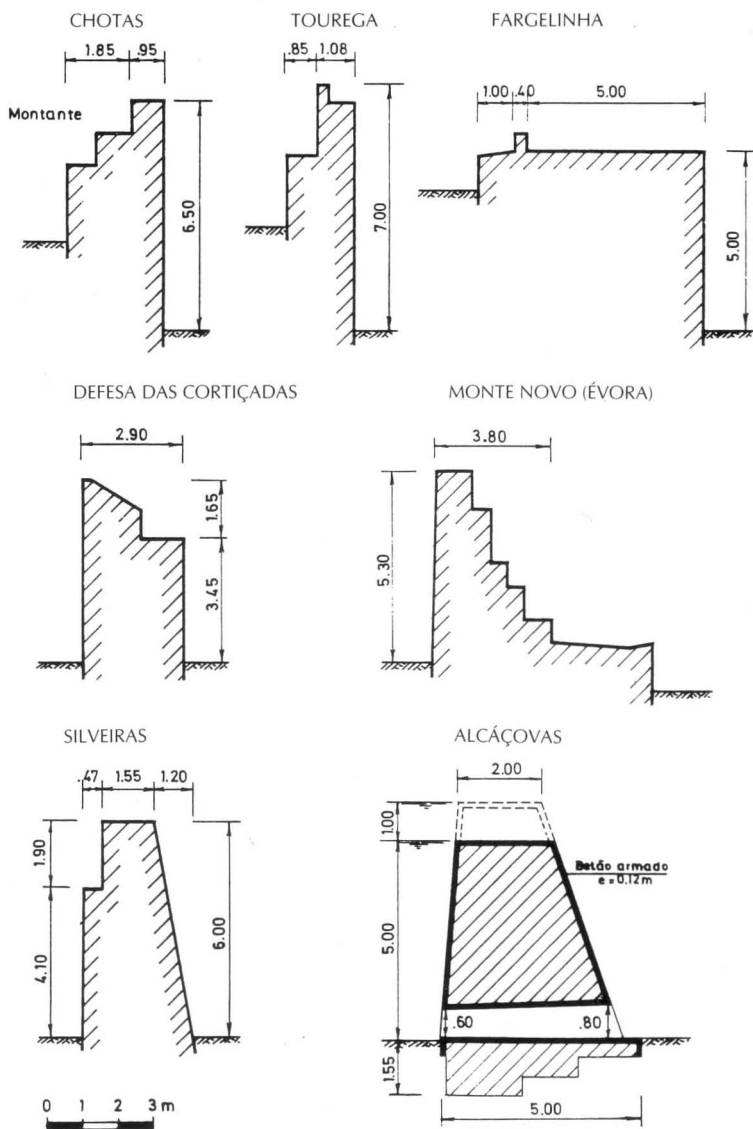 CHOTAS
TOUREGA
FARGELINHA
1.85 .95
.85 1.08
1.00 .40 5.00
Montante
6.50
7.00
5.00
DEFESA DAS CORTIÇADAS
MONTE NOVO (ÉVORA)
2.90
3.80
1.65
3.45
5.30
SILVEIRAS
ALCÁÇOVAS
.47 1.55 1.20
2.00
1.90
4.10
6.00
1.00
5.00
Betão armado
e = 0.12m
.60 .80
1.55
5.00
0 1 2 3 m